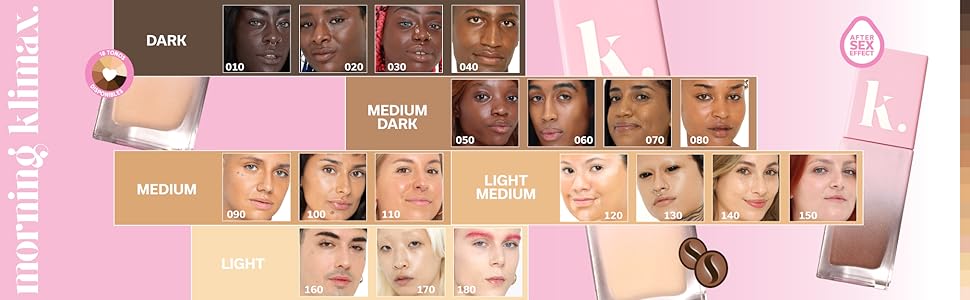 morning klimax.
18 TONOS
DISPONIBLES
DARK
010
020
030
040
MEDIUM
DARK
050
060
070
080
MEDIUM
090
100
110
LIGHT
MEDIUM
120
130
140
150
LIGHT
160
170
180
k.
k.
AFTER
SEX
EFFECT